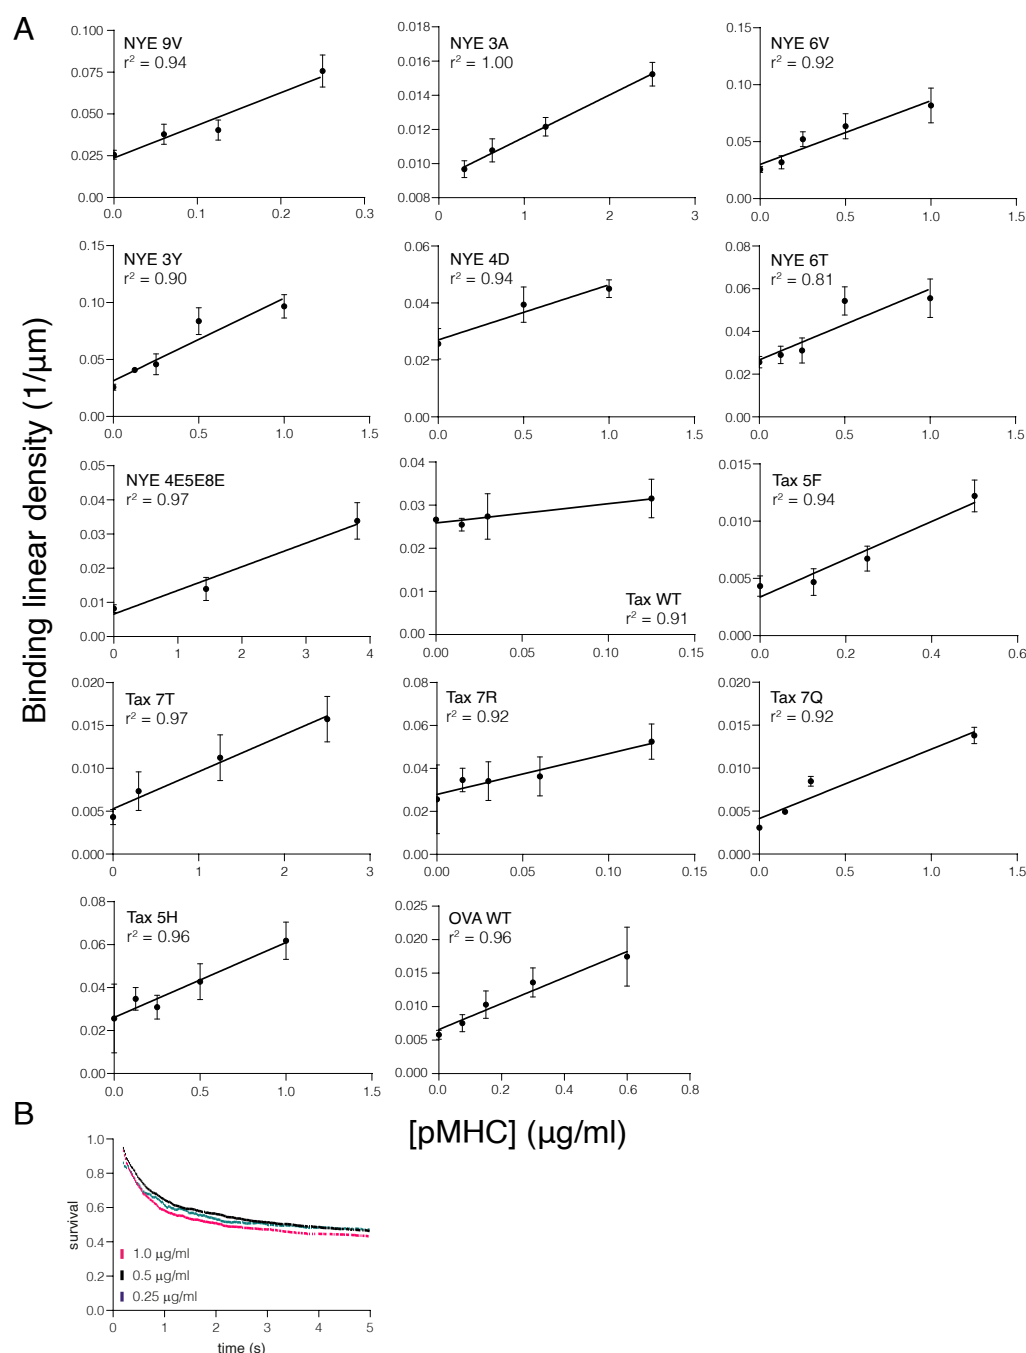 A
Binding linear density (1/µm)
NYE 9V
r² = 0.94
0.100
0.075
0.050
0.025
0.00
0.0 0.1 0.2 0.3
NYE 3A
r² = 1.00
0.018
0.016
0.014
0.012
0.010
0.008
0 1 2 3
NYE 6V
r² = 0.92
0.15
0.10
0.05
0.00
0.0 0.5 1.0 1.5
NYE 3Y
r² = 0.90
0.15
0.10
0.05
0.00
0.0 0.5 1.0 1.5
NYE 4D
r² = 0.94
0.06
0.04
0.02
0.00
0.0 0.5 1.0 1.5
NYE 6T
r² = 0.81
0.08
0.06
0.04
0.02
0.00
0.0 0.5 1.0 1.5
NYE 4E5E8E
r² = 0.97
0.05
0.04
0.03
0.02
0.01
0.00
0 1 2 3 4
0.04
0.03
0.02
0.01
0.00
Tax WT
r² = 0.91
0.00 0.05 0.10 0.15
Tax 5F
r² = 0.94
0.015
0.010
0.005
0.000
0.0 0.2 0.4 0.6
Tax 7T
r² = 0.97
0.020
0.015
0.010
0.005
0.000
0 1 2 3
Tax 7R
r² = 0.92
0.08
0.06
0.04
0.02
0.00
0.00 0.05 0.10 0.15
Tax 7Q
r² = 0.92
0.020
0.015
0.010
0.005
0.000
0.0 0.5 1.0 1.5
Tax 5H
r² = 0.96
0.08
0.06
0.04
0.02
0.00
0.0 0.5 1.0 1.5
OVA WT
r² = 0.96
0.025
0.020
0.015
0.010
0.005
0.000
0.0 0.2 0.4 0.6 0.8
[pMHC] (µg/ml)
B
survival
1.0
0.8
0.6
0.4
0.2
0.0
1.0 µg/ml
0.5 µg/ml
0.25 µg/ml
0 1 2 3 4 5
time (s)